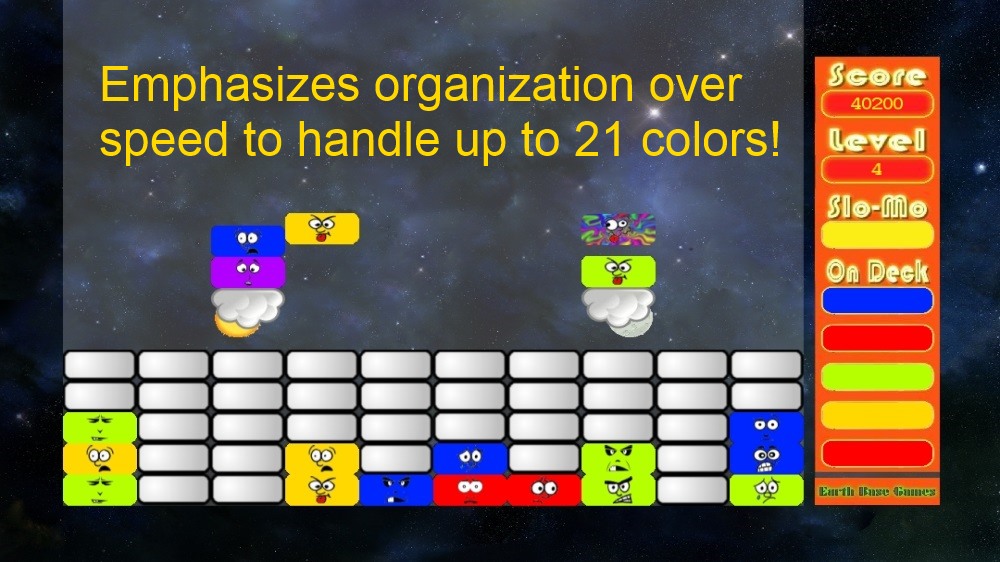 Emphasizes organization over
speed to handle up to 21 colors!
Score
40200
Level
4
Slo-Mo
On Deck
Earth Base Games